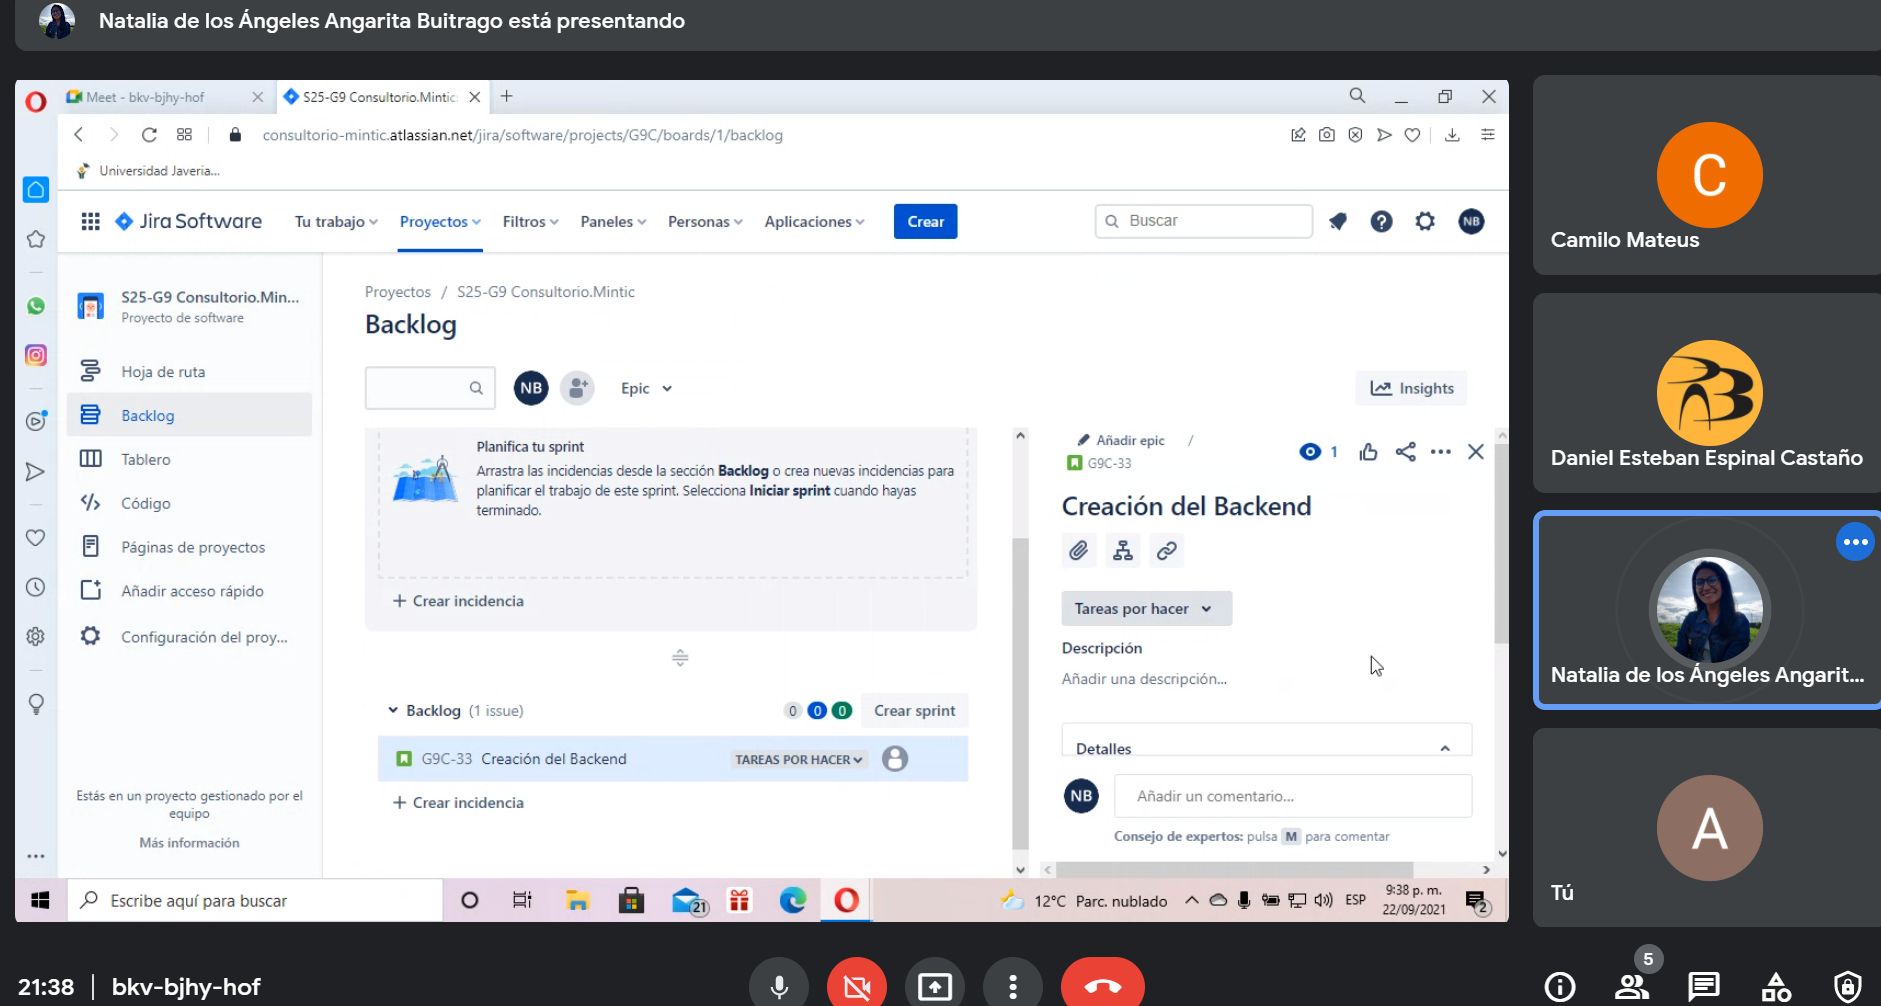 Natalia de los Ángeles Angarita Buitrago está presentando
Meet - bkv-bjhy-hof
S25-G9 Consultorio.Mintic
consultorio-mintic.atlassian.net/jira/software/projects/G9C/boards/1/backlog
Universidad Javeria...
Jira Software
Tu trabajo
Proyectos
Filtros
Paneles
Personas
Aplicaciones
Crear
Buscar
NB
S25-G9 Consultorio.Min...
Proyecto de software
Hoja de ruta
Backlog
Tablero
Código
Páginas de proyectos
Añadir acceso rápido
Configuración del proy...
Estás en un proyecto gestionado por el
equipo
Más información
Proyectos / S25-G9 Consultorio.Mintic
Backlog
NB
Epic
Insights
Planifica tu sprint
Arrastra las incidencias desde la sección Backlog o crea nuevas incidencias para
planificar el trabajo de este sprint. Selecciona Iniciar sprint cuando hayas
terminado.
+ Crear incidencia
Backlog (1 issue)
0 0 0
Crear sprint
G9C-33 Creación del Backend
TAREAS POR HACER
+ Crear incidencia
Añadir epic /
G9C-33
1
Creación del Backend
Tareas por hacer
Descripción
Añadir una descripción...
Detalles
NB
Añadir un comentario...
Consejo de expertos: pulsa M para comentar
Escribe aquí para buscar
21
12°C Parc. nublado
ESP
9:38 p. m.
22/09/2021
2
C
Camilo Mateus
Daniel Esteban Espinal Castaño
Natalia de los Ángeles Angarit...
A
Tú
21:38
bkv-bjhy-hof
5